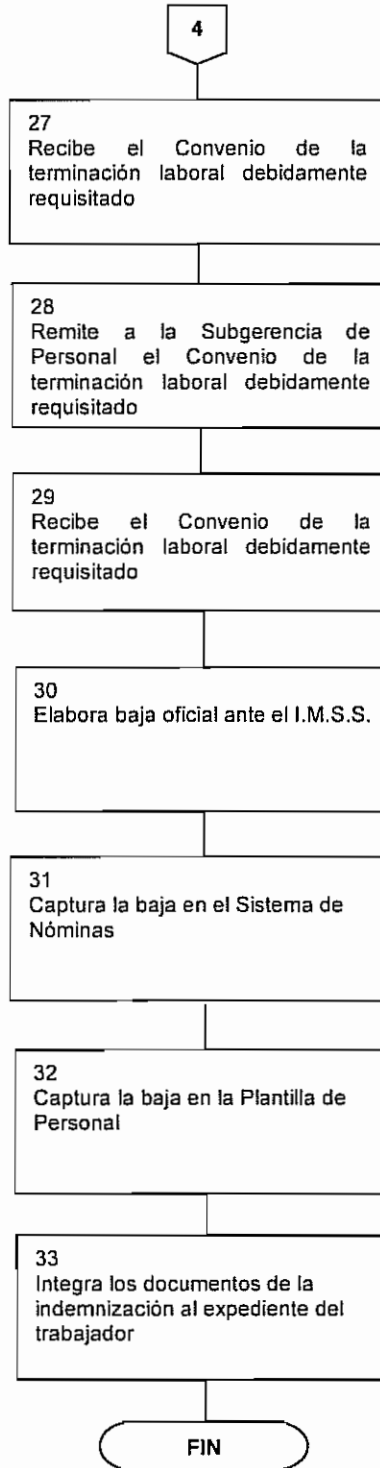 4
27
Recibe el Convenio de la
terminación laboral debidamente
requisitado
28
Remite a la Subgerencia de
Personal el Convenio de la
terminación laboral debidamente
requisitado
29
Recibe el Convenio de la
terminación laboral debidamente
requisitado
30
Elabora baja oficial ante el I.M.S.S.
31
Captura la baja en el Sistema de
Nóminas
32
Captura la baja en la Plantilla de
Personal
33
Integra los documentos de la
indemnización al expediente del
trabajador
FIN